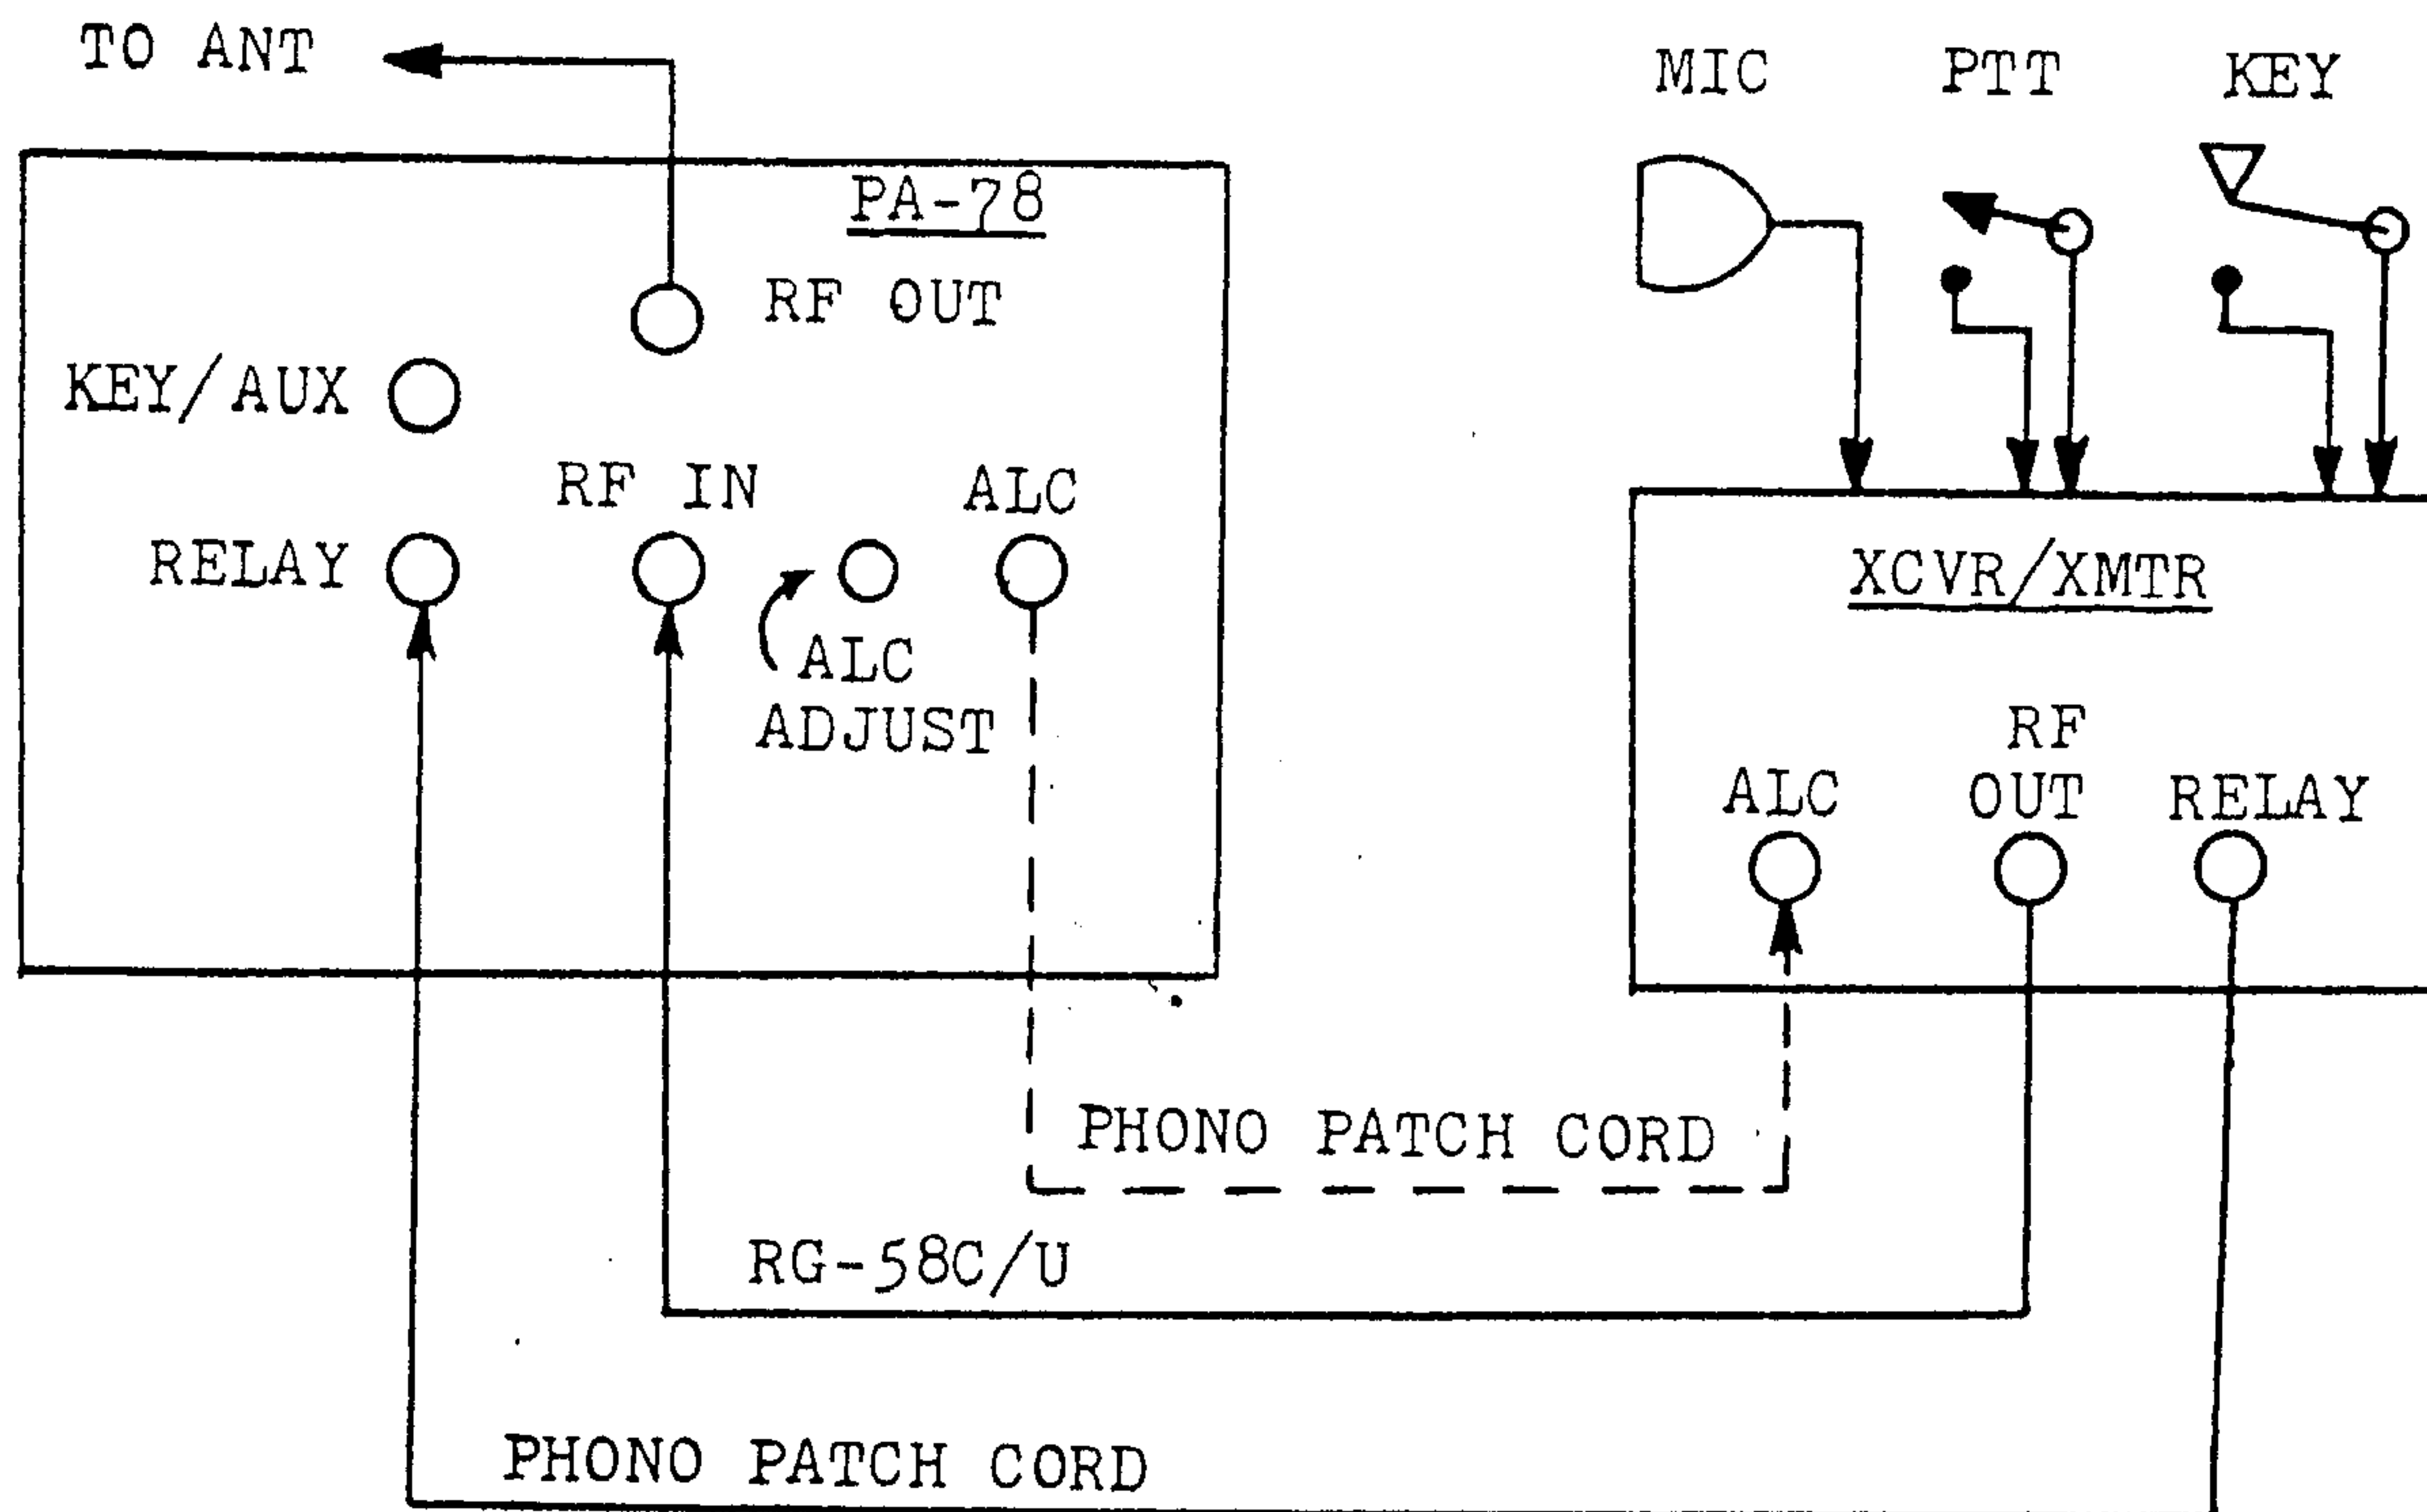 TO ANT
MIC PTT KEY
PA-78
RF OUT
KEY/AUX
RF IN
ALC
RELAY
ALC
ADJUST
XCVR/XMTR
ALC
RF
OUT
RELAY
PHONO PATCH CORD
RG-58C/U
PHONO PATCH CORD